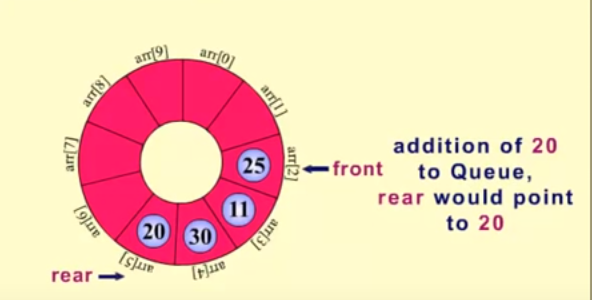 arr[9]
arr[0]
arr[8]
arr[1]
arr[7]
25
arr[2]
front
addition of 20
to Queue,
rear would point
to 20
11
arr[6]
20
30
arr[3]
arr[5]
arr[4]
rear